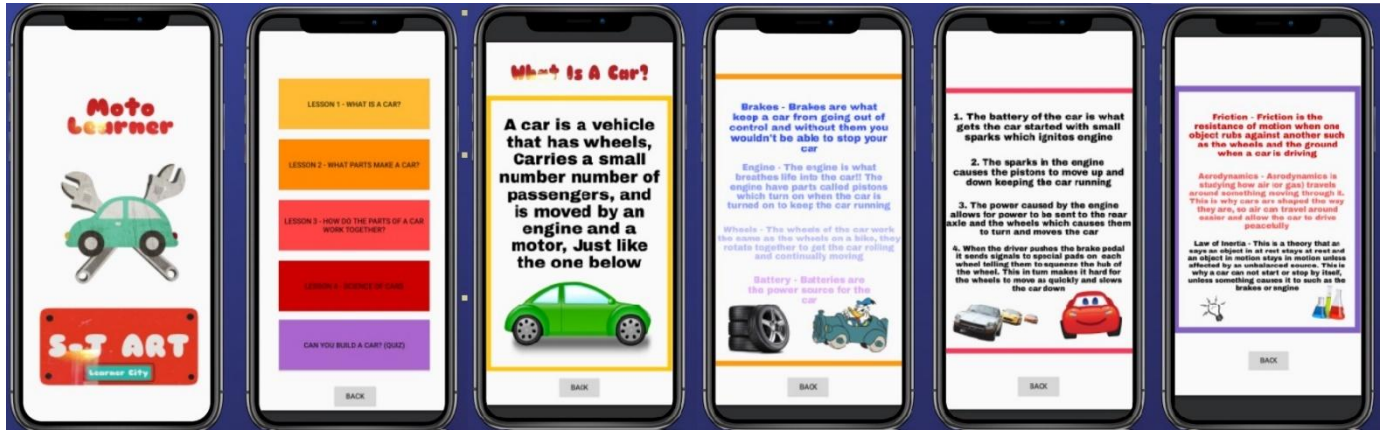 Moto
Learner
S-T ART
Learner City
LESSON 1 - WHAT IS A CAR?
LESSON 2 - WHAT PARTS MAKE A CAR?
LESSON 3 - HOW DO THE PARTS OF A CAR
WORK TOGETHER?
CAN YOU BUILD A CAR? (QUIZ)
BACK
What Is A Car?
A car is a vehicle
that has wheels,
Carries a small
number number of
passengers, and
is moved by an
engine and a
motor, Just like
the one below
BACK
Brakes - Brakes are what
keep a car from going out of
control and without them you
wouldn't be able to stop your
car
Engine - The engine is what
breathes life into the car!! The
engine have parts called pistons
which turn on when the car is
turned on to keep the car running
Wheels - The wheels of the car work
the same as the wheels on a bike, they
rotate together to get the car rolling
and continually moving
Battery - Batteries are
the power source for the
car
BACK
1. The battery of the car is what
gets the car started with small
sparks which ignites engine
2. The sparks in the engine
causes the pistons to move up and
down keeping the car running
3. The power caused by the engine
allows for power to be sent to the rear
axle and the wheels which causes them
to turn and moves the car
4. When the driver pushes the brake pedal
it sends signals to special pads on each
wheel telling them to squeeze the hub of
the wheel. This in turn makes it hard for
the wheels to move as quickly and slows
the car down
BACK
Friction - Friction is the
resistance of motion when one
object rubs against another such
as the wheels and the ground
when a car is driving
Aerodynamics - Aerodynamics is
studying how air (or gas) travels
around something moving through it.
This is why cars are shaped the way
they are, so air can travel around
easier and allow the car to drive
peacefully
Law of Inertia - This is a theory that an
says an object in at rest stays at rest and
an object in motion stays in motion unless
affected by an unbalanced source. This is
why a car can not start or stop by itself,
unless something causes it to such as the
brakes or engine
BACK